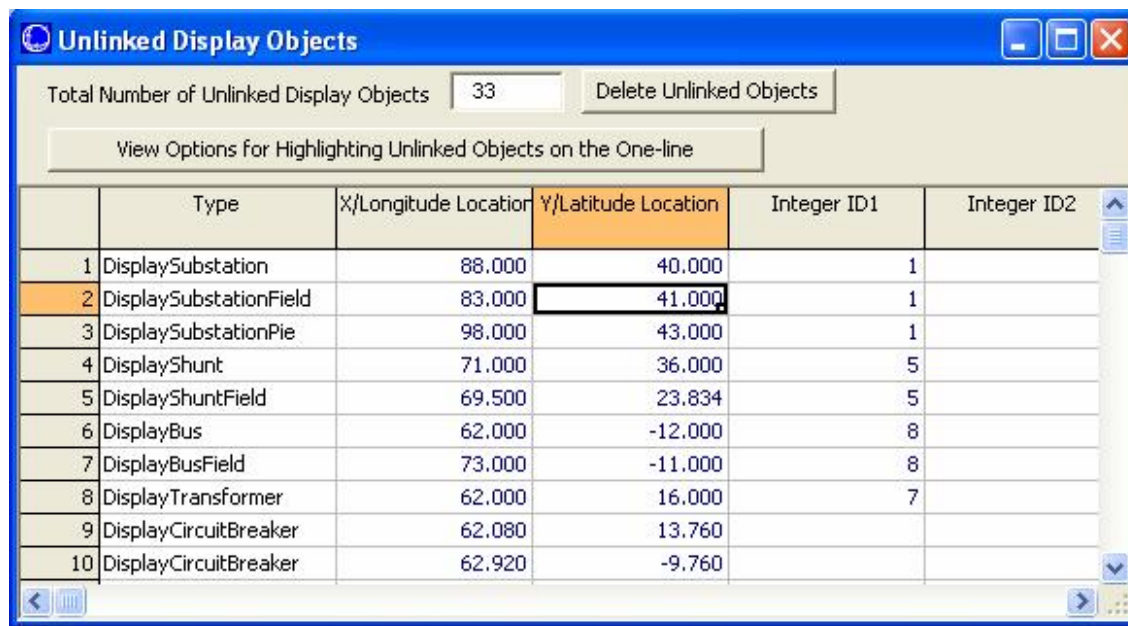 Unlinked Display Objects
Total Number of Unlinked Display Objects 33 Delete Unlinked Objects
View Options for Highlighting Unlinked Objects on the One-line
Type X/Longitude Location Y/Latitude Location Integer ID1 Integer ID2
1 DisplaySubstation 88.000 40.000 1
2 DisplaySubstationField 83.000 41.000 1
3 DisplaySubstationPie 98.000 43.000 1
4 DisplayShunt 71.000 36.000 5
5 DisplayShuntField 69.500 23.834 5
6 DisplayBus 62.000 -12.000 8
7 DisplayBusField 73.000 -11.000 8
8 DisplayTransformer 62.000 16.000 7
9 DisplayCircuitBreaker 62.080 13.760
10 DisplayCircuitBreaker 62.920 -9.760